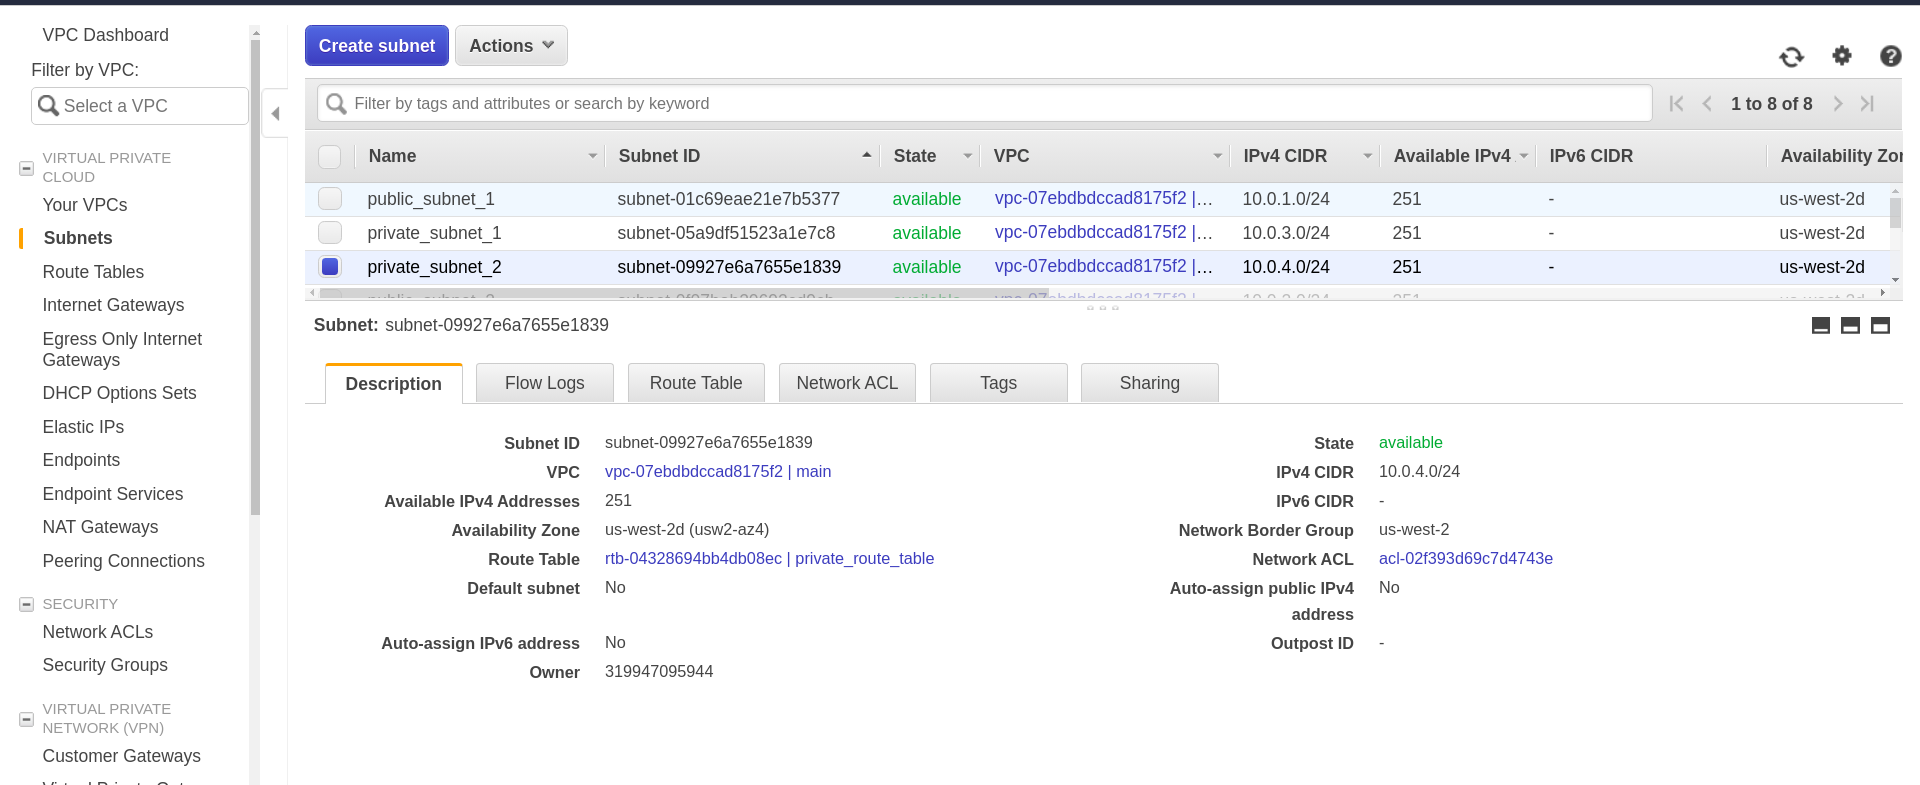 VPC Dashboard
Filter by VPC:
Select a VPC
VIRTUAL PRIVATE
CLOUD
Your VPCs
Subnets
Route Tables
Internet Gateways
Egress Only Internet
Gateways
DHCP Options Sets
Elastic IPs
Endpoints
Endpoint Services
NAT Gateways
Peering Connections
SECURITY
Network ACLs
Security Groups
VIRTUAL PRIVATE
NETWORK (VPN)
Customer Gateways
Create subnet Actions
Filter by tags and attributes or search by keyword 1 to 8 of 8
Name Subnet ID State VPC IPv4 CIDR Available IPv4 IPv6 CIDR Availability Zon
public_subnet_1 subnet-01c69eae21e7b5377 available vpc-07ebdbdccad8175f2 |… 10.0.1.0/24 251 - us-west-2d
private_subnet_1 subnet-05a9df51523a1e7c8 available vpc-07ebdbdccad8175f2 |… 10.0.3.0/24 251 - us-west-2d
private_subnet_2 subnet-09927e6a7655e1839 available vpc-07ebdbdccad8175f2 |… 10.0.4.0/24 251 - us-west-2d
Subnet: subnet-09927e6a7655e1839
Description Flow Logs Route Table Network ACL Tags Sharing
Subnet ID subnet-09927e6a7655e1839 State available
VPC vpc-07ebdbdccad8175f2 | main IPv4 CIDR 10.0.4.0/24
Available IPv4 Addresses 251 IPv6 CIDR -
Availability Zone us-west-2d (usw2-az4) Network Border Group us-west-2
Route Table rtb-04328694bb4db08ec | private_route_table Network ACL acl-02f393d69c7d4743e
Default subnet No Auto-assign public IPv4 No
address
Auto-assign IPv6 address No Outpost ID -
Owner 319947095944